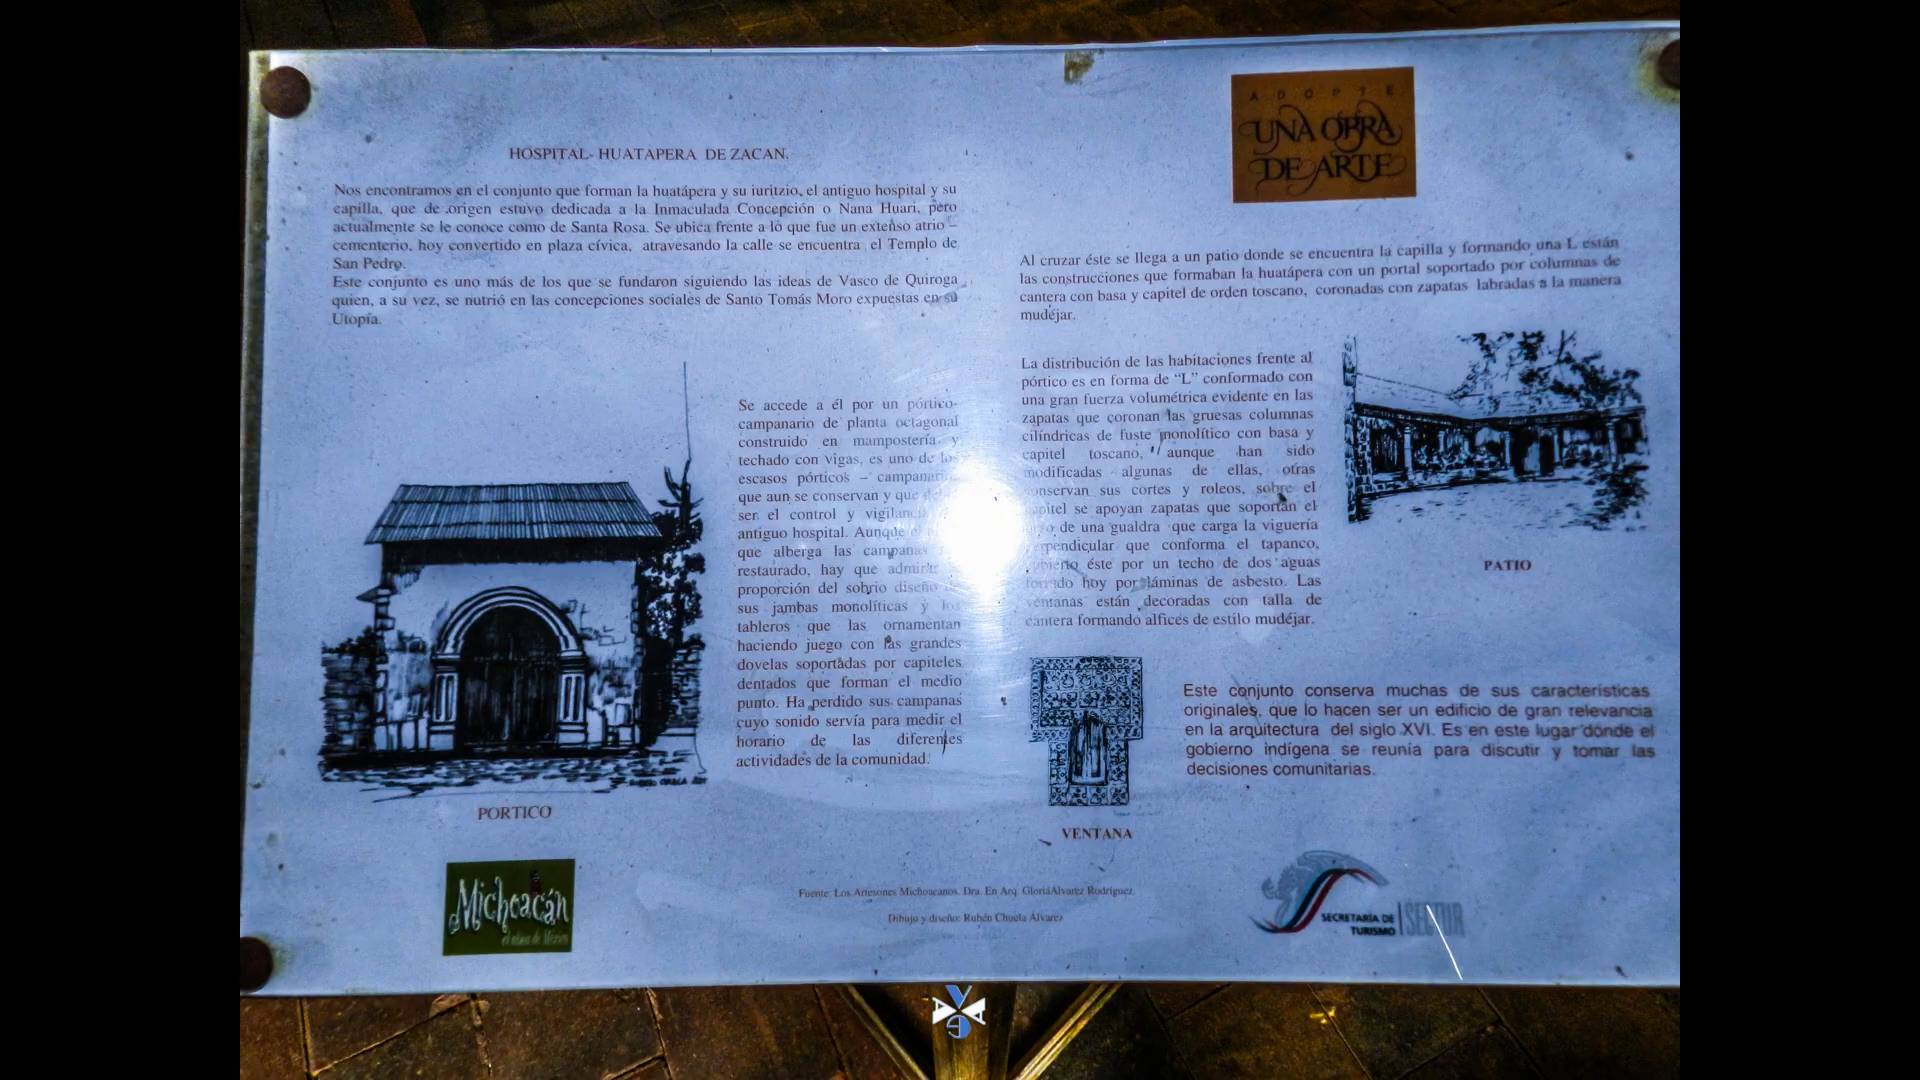 HOSPITAL- HUATAPERA DE ZACAN.
Nos encontramos en el conjunto que forman la huatápera y su iuritzio, el antiguo hospital y su
capilla, que de origen estuvo dedicada a la Inmaculada Concepción o Nana Huari, pero
actualmente se le conoce como de Santa Rosa. Se ubica frente a lo que fue un extenso atrio –
cementerio, hoy convertido en plaza cívica, atravesando la calle se encuentra el Templo de
San Pedro.
Este conjunto es uno más de los que se fundaron siguiendo las ideas de Vasco de Quiroga
quien, a su vez, se nutrió en las concepciones sociales de Santo Tomás Moro expuestas en su
Utopía.
Se accede a él por un pórtico-
campanario de planta octagonal
construido en mampostería y
techado con vigas, es uno de los
escasos pórticos – campanario
que aun se conservan y que
ser el control y vigilancia
antiguo hospital. Aunque
que alberga las campanas
restaurado, hay que admirar
proporción del sobrio diseño
sus jambas monolíticas y los
tableros que las ornamentan
haciendo juego con las grandes
dovelas soportadas por capiteles
dentados que forman el medio
punto. Ha perdido sus campanas
cuyo sonido servía para medir el
horario de las diferentes
actividades de la comunidad.
PORTICO
Michoacán
el alma de México
ADOPTE
UNA OBRA
DE ARTE
Al cruzar éste se llega a un patio donde se encuentra la capilla y formando una L están
las construcciones que formaban la huatápera con un portal soportado por columnas de
cantera con basa y capitel de orden toscano, coronadas con zapatas labradas a la manera
mudéjar.
La distribución de las habitaciones frente al
pórtico es en forma de “L” conformado con
una gran fuerza volumétrica evidente en las
zapatas que coronan las gruesas columnas
cilíndricas de fuste monolítico con basa y
capitel toscano, aunque han sido
modificadas algunas de ellas, otras
conservan sus cortes y roleos, sobre el
capitel se apoyan zapatas que soportan el
de una gualdra que carga la viguería
perpendicular que conforma el tapanco,
cubierto éste por un techo de dos aguas
forrado hoy por láminas de asbesto. Las
ventanas están decoradas con talla de
cantera formando alfices de estilo mudéjar.
PATIO
VENTANA
Este conjunto conserva muchas de sus características
originales, que lo hacen ser un edificio de gran relevancia
en la arquitectura del siglo XVI. Es en este lugar donde el
gobierno indígena se reunía para discutir y tomar las
decisiones comunitarias.
Fuente: Los Artesones Michoacanos. Dra. En Arq. Gloria Álvarez Rodríguez.
Dibujo y diseño: Rubén Chuela Álvarez
SECRETARÍA DE
TURISMO
SECTUR